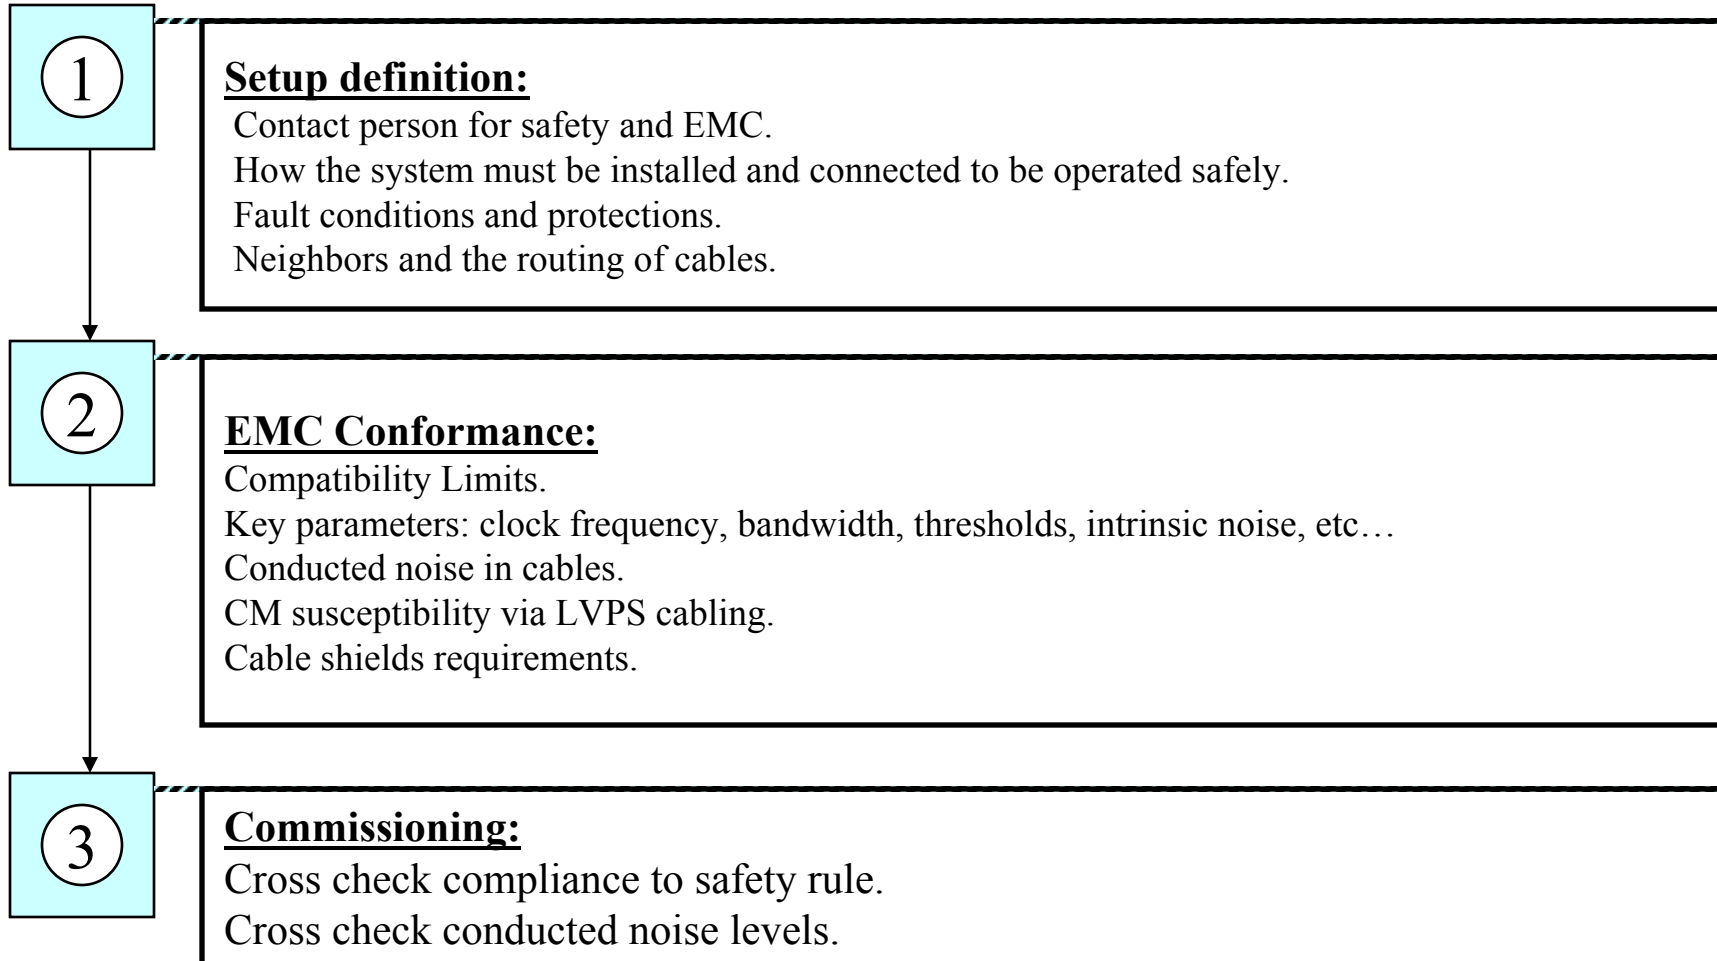 1
Setup definition:
Contact person for safety and EMC.
How the system must be installed and connected to be operated safely.
Fault conditions and protections.
Neighbors and the routing of cables.
2
EMC Conformance:
Compatibility Limits.
Key parameters: clock frequency, bandwidth, thresholds, intrinsic noise, etc…
Conducted noise in cables.
CM susceptibility via LVPS cabling.
Cable shields requirements.
3
Commissioning:
Cross check compliance to safety rule.
Cross check conducted noise levels.